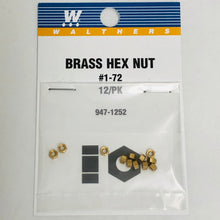 W
WALTHERS
BRASS HEX NUT
#1-72
12/PK
947-1252